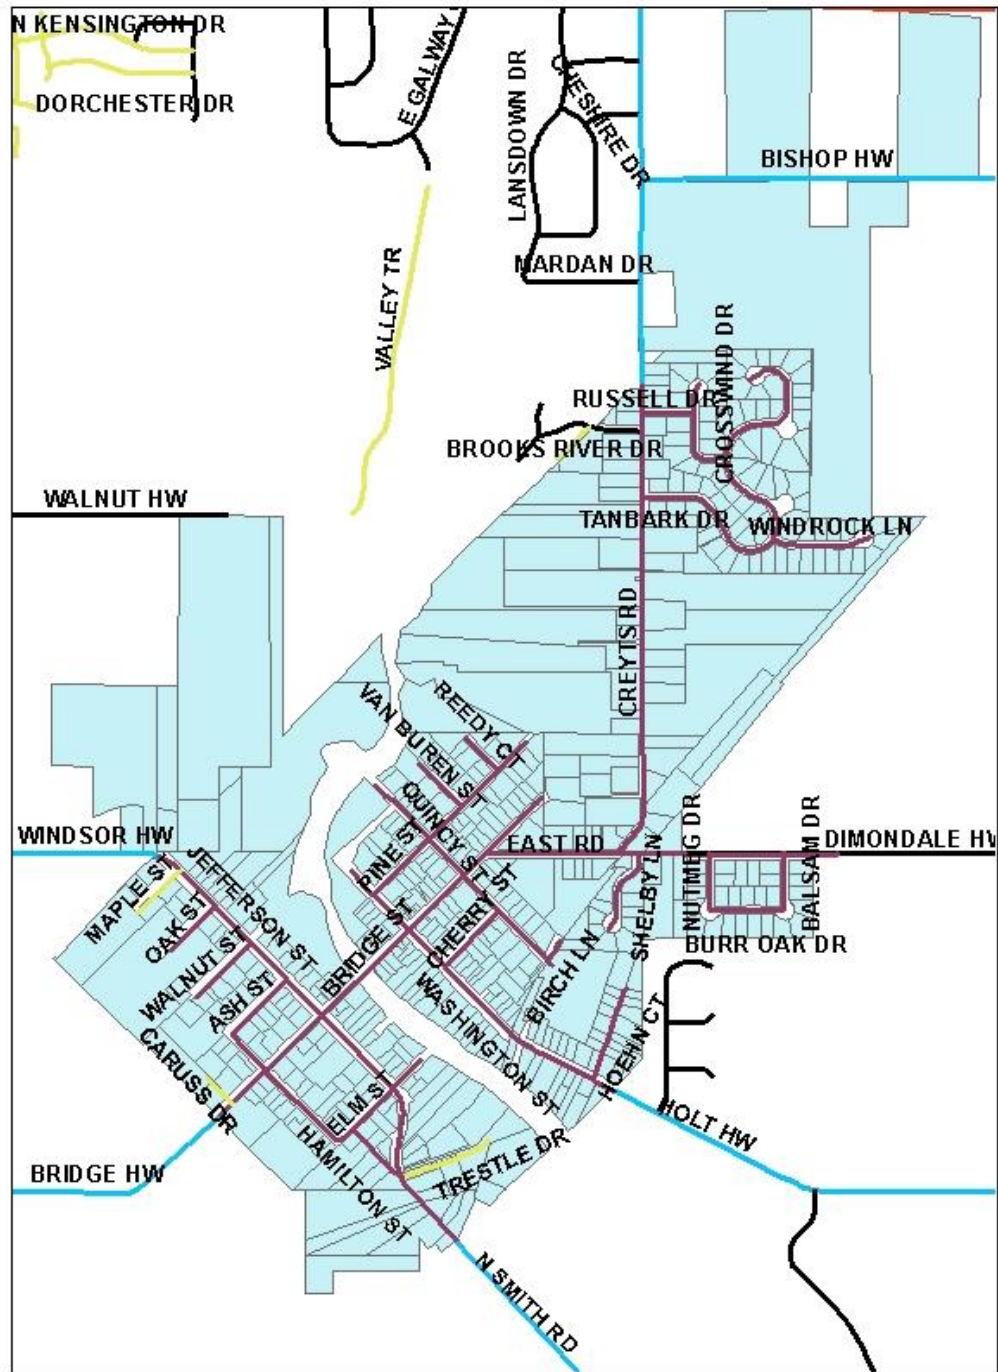 N KENSINGTON DR
DORCHESTER DR
E GALWAY
LANSDOWN DR
CHESHIRE DR
BISHOP HW
VALLEY TR
MARDAN DR
CROSSWIND DR
RUSSELL DR
BROOKS RIVER DR
WALNUT HW
TANBARK DR
WINDROCK LN
CREYTS RD
REEDY CT
VAN BUREN ST
QUINCY ST
PINE ST
EAST RD
WINDSOR HW
NUTMEG DR
BALSAM DR
DIMONDALE HW
SHELBY LN
JEFFERSON ST
MAPLE ST
OAK ST
WALNUT ST
ASH ST
BRIDGE ST
CHERRY ST
BIRCH LN
BURR OAK DR
WASHINGTON ST
CARUSS DR
ELM ST
HAMILTON ST
HOEHN CT
HOLT HW
BRIDGE HW
TRESTLE DR
N SMITH RD